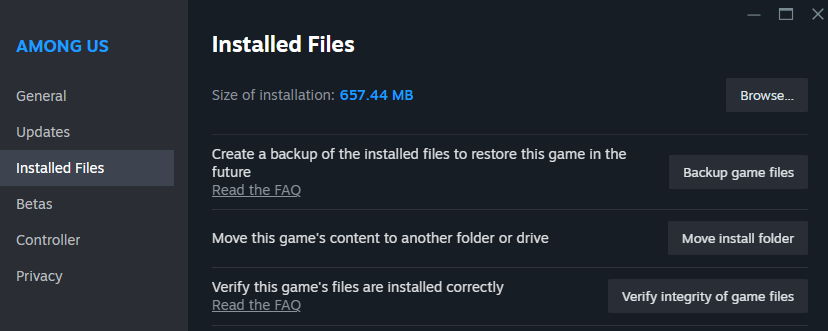 AMONG US
General
Updates
Installed Files
Betas
Controller
Privacy
Installed Files
Size of installation: 657.44 MB
Browse...
Create a backup of the installed files to restore this game in the
future
Read the FAQ
Backup game files
Move this game's content to another folder or drive
Move install folder
Verify this game's files are installed correctly
Read the FAQ
Verify integrity of game files